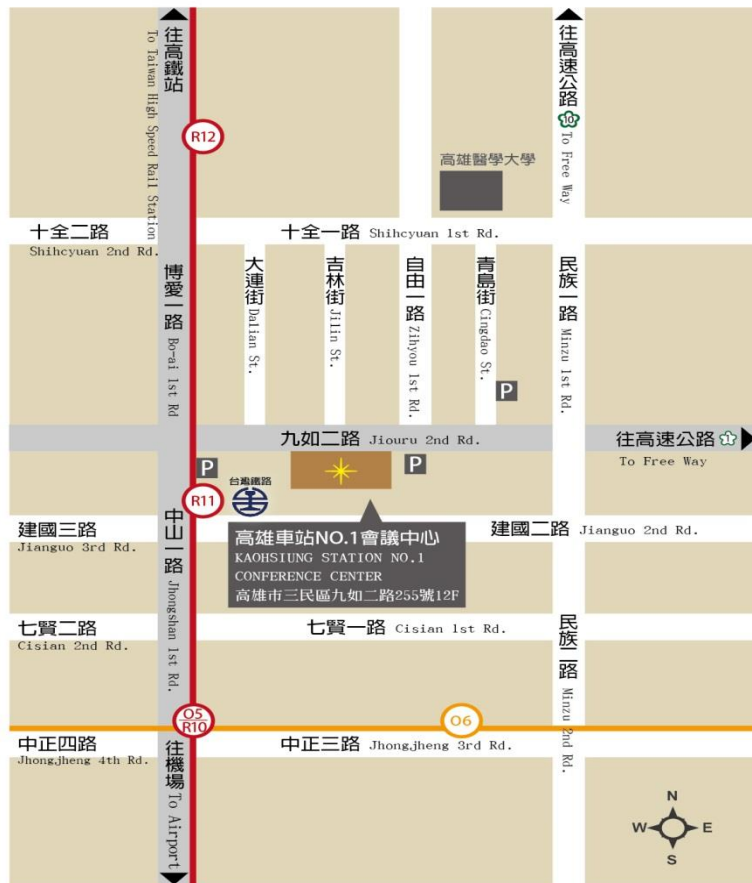 往高鐵站
To Taiwan High Speed Rail Station
往高速公路
10
To Free Way
R12
高雄醫學大學
十全二路
Shihcyuan 2nd Rd.
十全一路 Shihcyuan 1st Rd.
博愛一路
Bo-ai 1st Rd
大連街
Dalian St.
吉林街
Jilin St.
自由一路
Zihyou 1st Rd.
青島街
Cingdao St.
民族一路
Minzu 1st Rd.
P
九如二路 Jiouru 2nd Rd.
往高速公路 1
To Free Way
P
P
台灣鐵路
R11
中山一路
Jhongshan 1st Rd.
建國三路
Jianguo 3rd Rd.
高雄車站NO.1會議中心
KAOHSIUNG STATION NO.1
CONFERENCE CENTER
高雄市三民區九如二路255號12F
建國二路 Jianguo 2nd Rd.
七賢二路
Cisian 2nd Rd.
七賢一路 Cisian 1st Rd.
民族二路
Minzu 2nd Rd.
O5
R10
O6
中正四路
Jhongjheng 4th Rd.
往機場
To Airport
中正三路 Jhongjheng 3rd Rd.
N
W
E
S